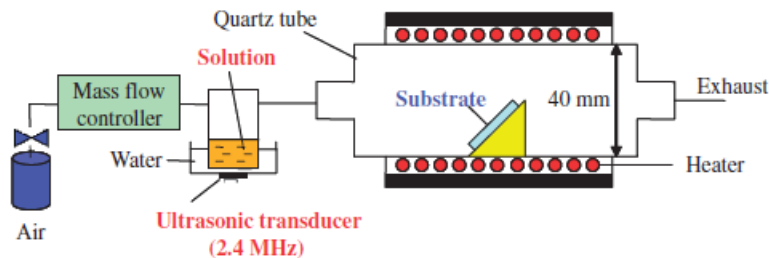 Quartz tube
Solution
Mass flow
controller
Substrate
40 mm
Exhaust
Water
Heater
Air
Ultrasonic transducer
(2.4 MHz)